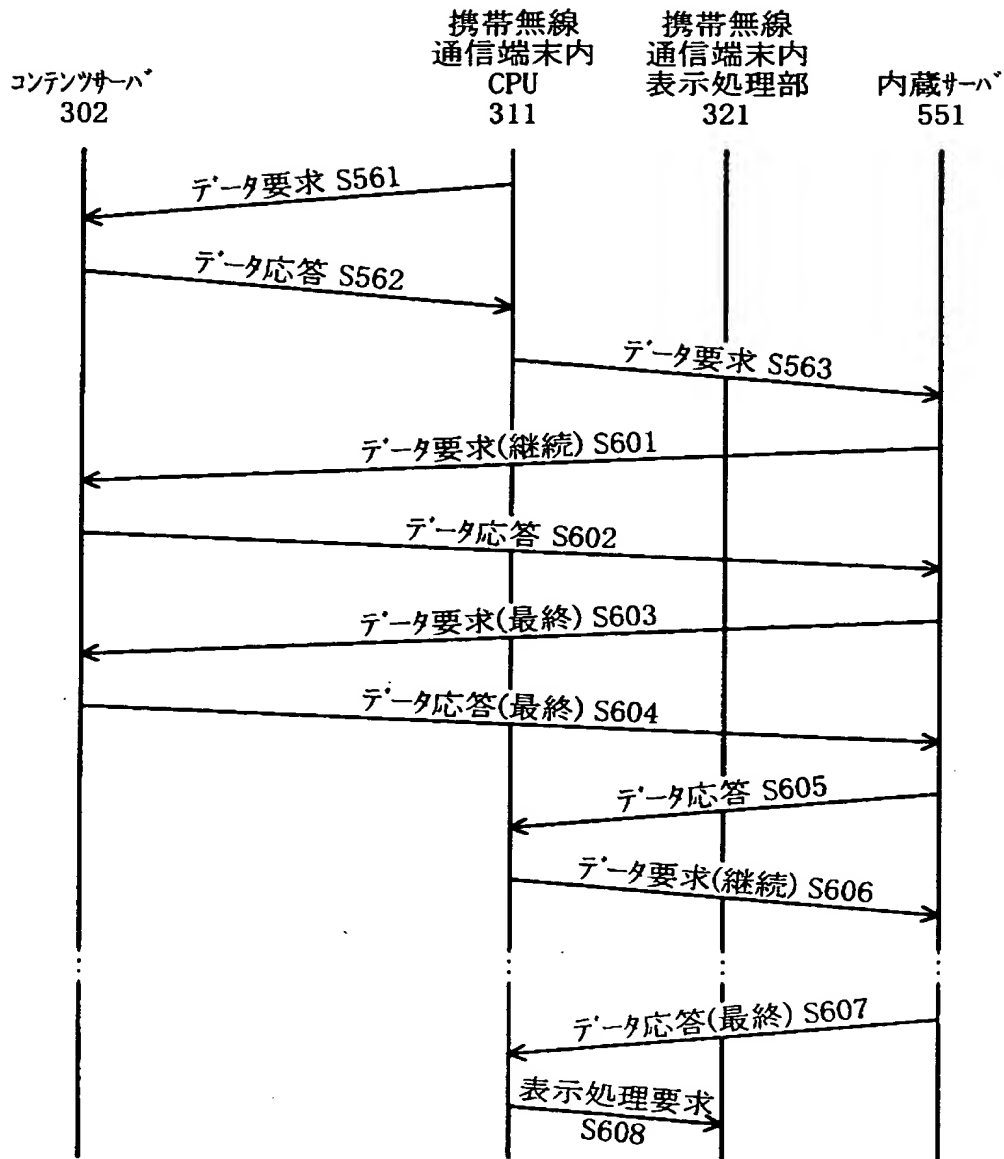 コンテンツサーバ
302
携帯無線
通信端末内
CPU
311
携帯無線
通信端末内
表示処理部
321
内蔵サーバ
551
データ要求 S561
データ応答 S562
データ要求 S563
データ要求(継続) S601
データ応答 S602
データ要求(最終) S603
データ応答(最終) S604
データ応答 S605
データ要求(継続) S606
データ応答(最終) S607
表示処理要求
S608